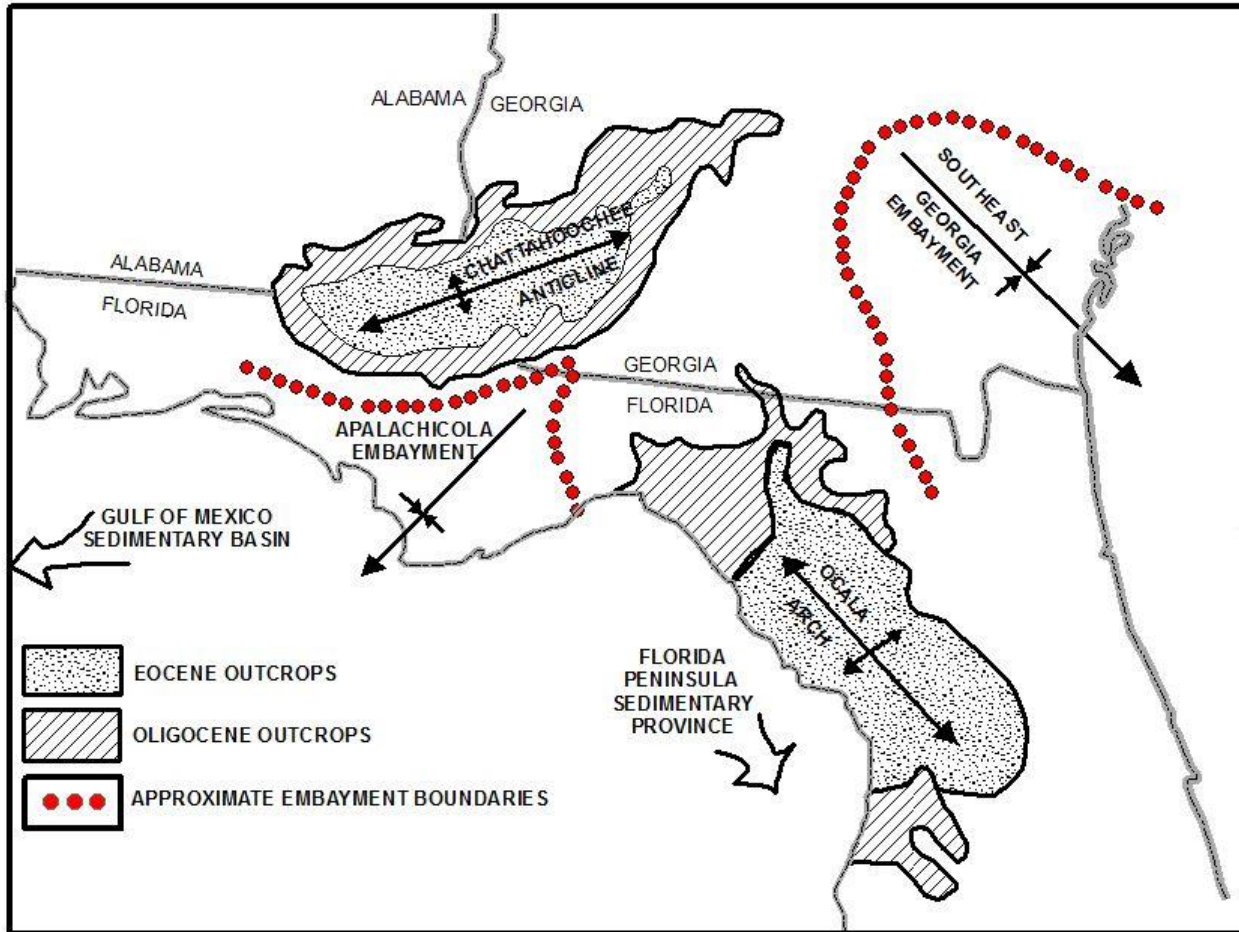 ALABAMA
GEORGIA
SOUTHEAST
GEORGIA
EMBAYMENT
CHATTAHOOCHEE
ANTICLINE
ALABAMA
FLORIDA
GEORGIA
FLORIDA
APALACHICOLA
EMBAYMENT
GULF OF MEXICO
SEDIMENTARY BASIN
OCALA
ARCH
FLORIDA
PENINSULA
SEDIMENTARY
PROVINCE
EOCENE OUTCROPS
OLIGOCENE OUTCROPS
APPROXIMATE EMBAYMENT BOUNDARIES